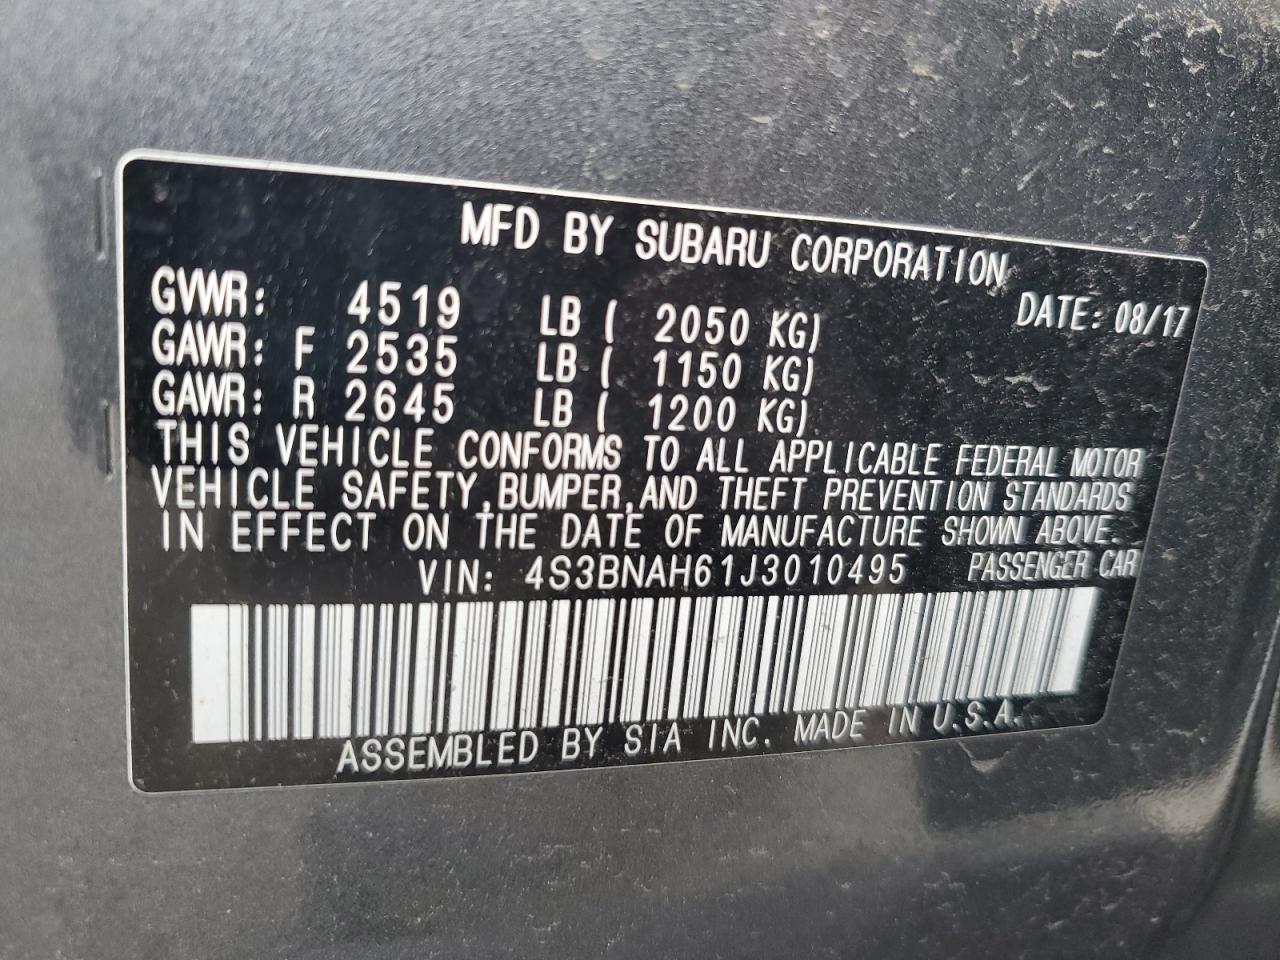 MFD BY SUBARU CORPORATION
DATE: 08/17
GVWR: 4519 LB ( 2050 KG)
GAWR: F 2535 LB ( 1150 KG)
GAWR: R 2645 LB ( 1200 KG)
THIS VEHICLE CONFORMS TO ALL APPLICABLE FEDERAL MOTOR
VEHICLE SAFETY,BUMPER,AND THEFT PREVENTION STANDARDS
IN EFFECT ON THE DATE OF MANUFACTURE SHOWN ABOVE.
VIN: 4S3BNAH61J3010495 PASSENGER CAR
ASSEMBLED BY SIA INC. MADE IN U.S.A.